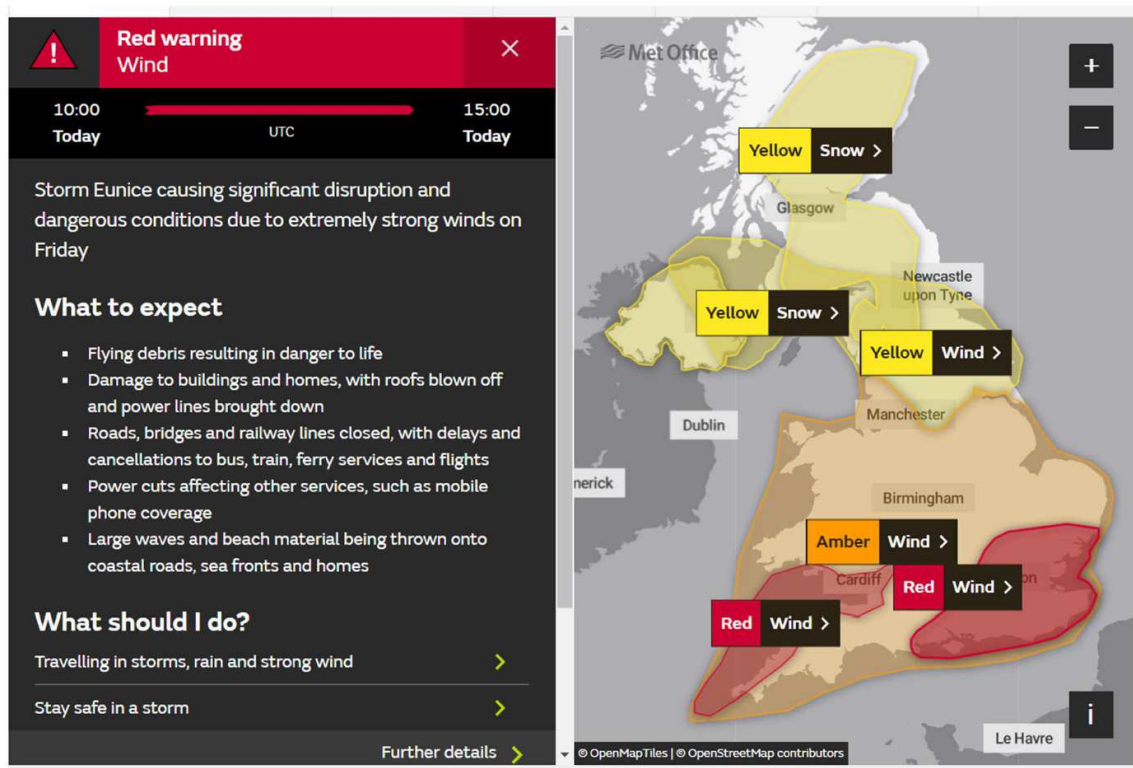 Red warning
Wind
10:00
Today
UTC
15:00
Today
Storm Eunice causing significant disruption and
dangerous conditions due to extremely strong winds on
Friday
What to expect
Flying debris resulting in danger to life
Damage to buildings and homes, with roofs blown off
and power lines brought down
Roads, bridges and railway lines closed, with delays and
cancellations to bus, train, ferry services and flights
Power cuts affecting other services, such as mobile
phone coverage
Large waves and beach material being thrown onto
coastal roads, sea fronts and homes
What should I do?
Travelling in storms, rain and strong wind
Stay safe in a storm
Further details
Met Office
+
−
Yellow Snow
Glasgow
Newcastle
upon Tyne
Yellow Snow
Yellow Wind
Manchester
Dublin
merick
Birmingham
Amber Wind
Cardiff
Red Wind
on
Red Wind
i
Le Havre
© OpenMapTiles | © OpenStreetMap contributors